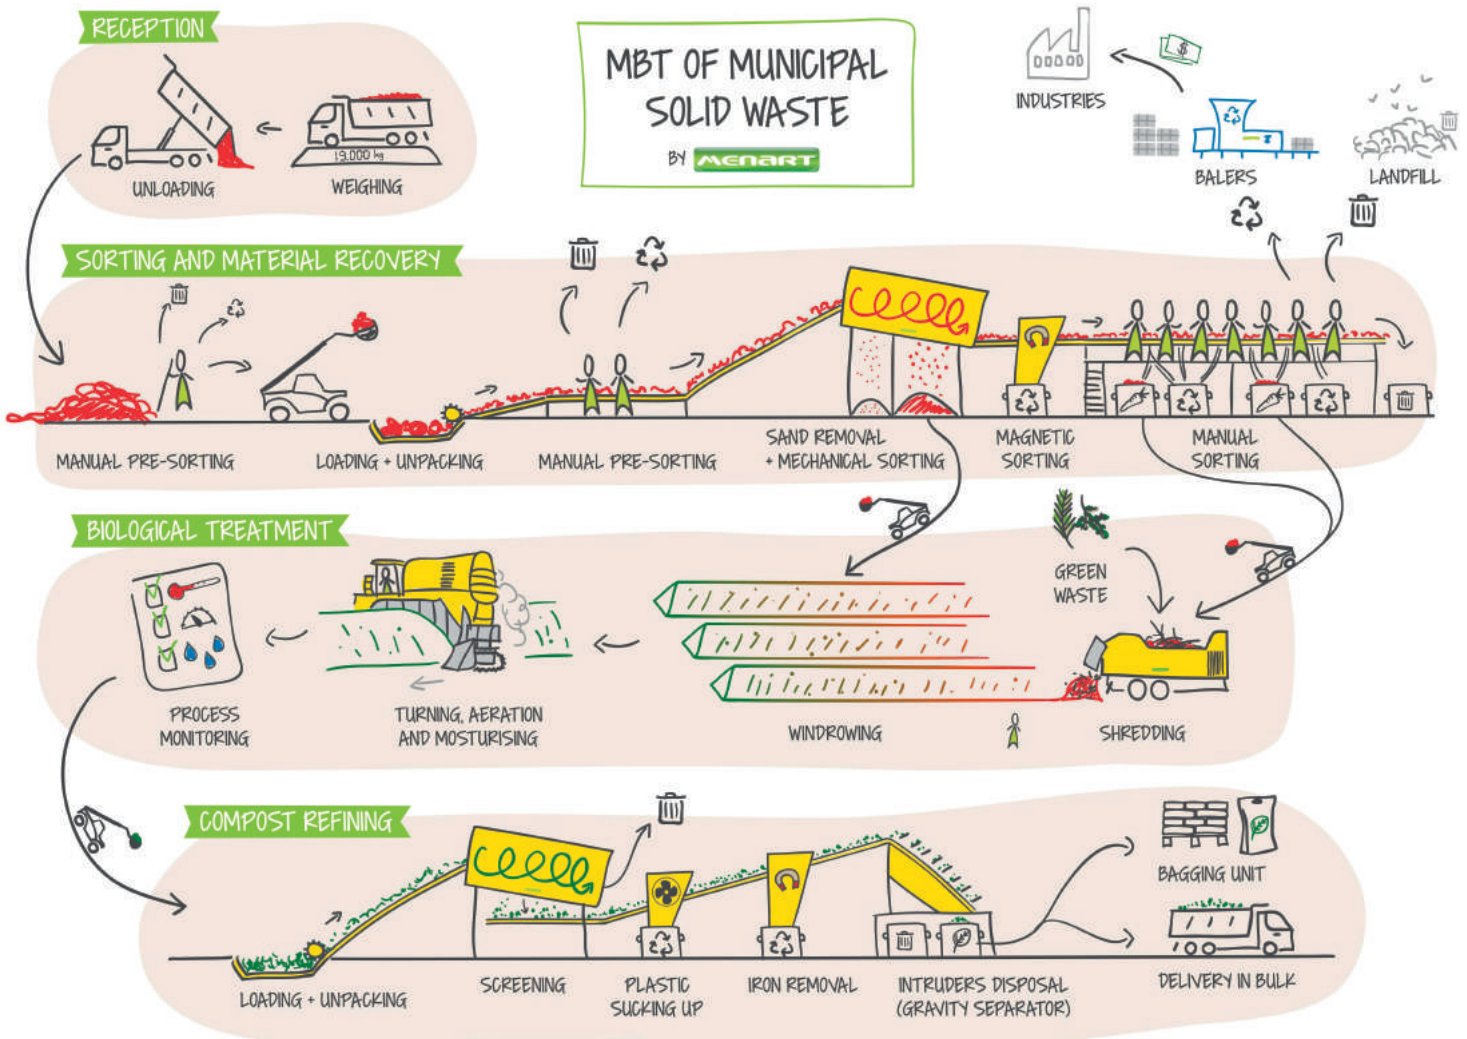 RECEPTION
UNLOADING
19.000 kg
WEIGHING
MBT OF MUNICIPAL
SOLID WASTE
BY MENART
$
INDUSTRIES
BALERS
LANDFILL
SORTING AND MATERIAL RECOVERY
MANUAL PRE-SORTING
LOADING + UNPACKING
MANUAL PRE-SORTING
SAND REMOVAL
+ MECHANICAL SORTING
MAGNETIC
SORTING
MANUAL
SORTING
BIOLOGICAL TREATMENT
PROCESS
MONITORING
TURNING, AERATION
AND MOSTURISING
WINDROWING
GREEN
WASTE
SHREDDING
COMPOST REFINING
LOADING + UNPACKING
SCREENING
PLASTIC
SUCKING UP
IRON REMOVAL
INTRUDERS DISPOSAL
(GRAVITY SEPARATOR)
BAGGING UNIT
DELIVERY IN BULK